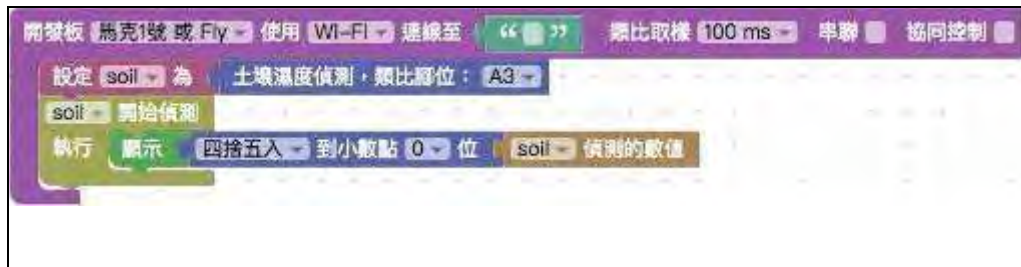 開發板 馬克1號 或 Fly 使用 WI-FI 連線至 “ ” 類比取樣 100 ms 串聯 協同控制
設定 soil 為 土壤濕度偵測,類比腳位: A3
soil 開始偵測
執行 顯示 四捨五入 到小數點 0 位 soil 偵測的數值